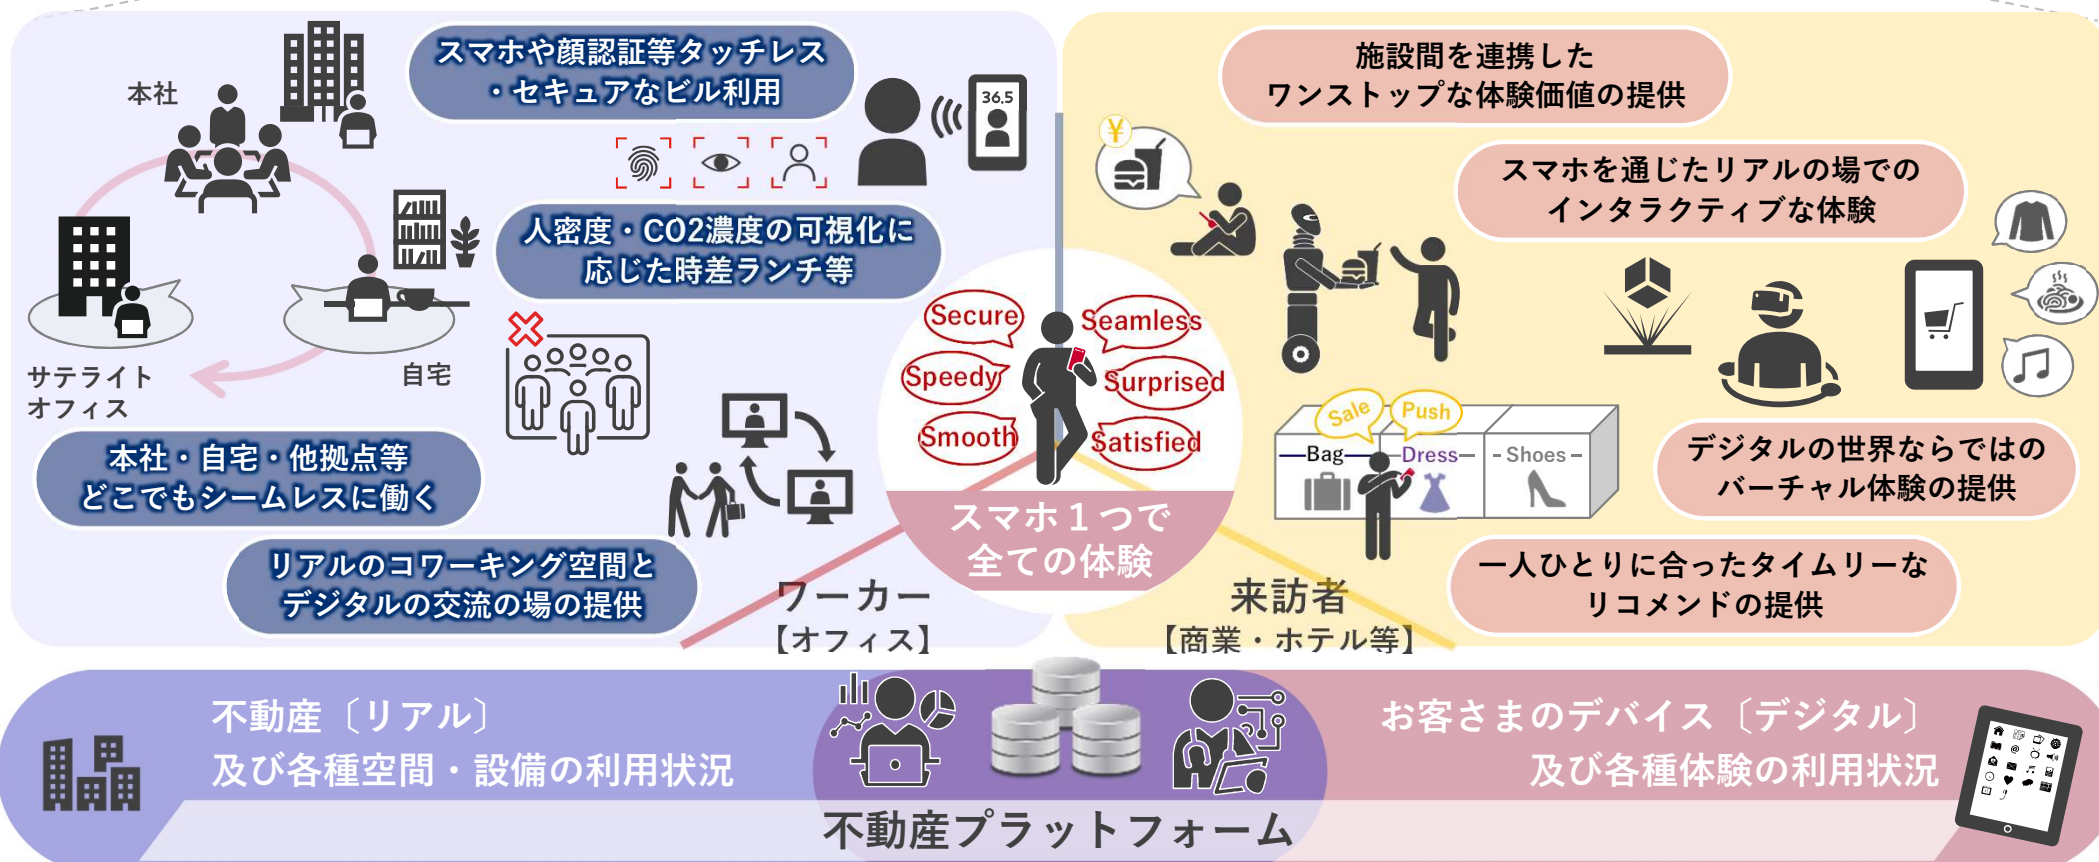 スマホや顔認証等タッチレス
・セキュアなビル利用
本社
36.5
人密度・CO2濃度の可視化に
応じた時差ランチ等
サテライト
オフィス
自宅
本社・自宅・他拠点等
どこでもシームレスに働く
リアルのコワーキング空間と
デジタルの交流の場の提供
ワーカー
【オフィス】
Secure
Speedy
Smooth
Seamless
Surprised
Satisfied
スマホ1つで
全ての体験
施設間を連携した
ワンストップな体験価値の提供
¥
スマホを通じたリアルの場での
インタラクティブな体験
Sale
Push
Bag
Dress
Shoes
デジタルの世界ならではの
バーチャル体験の提供
一人ひとりに合ったタイムリーな
リコメンドの提供
来訪者
【商業・ホテル等】
不動産〔リアル〕
及び各種空間・設備の利用状況
お客さまのデバイス〔デジタル〕
及び各種体験の利用状況
不動産プラットフォーム